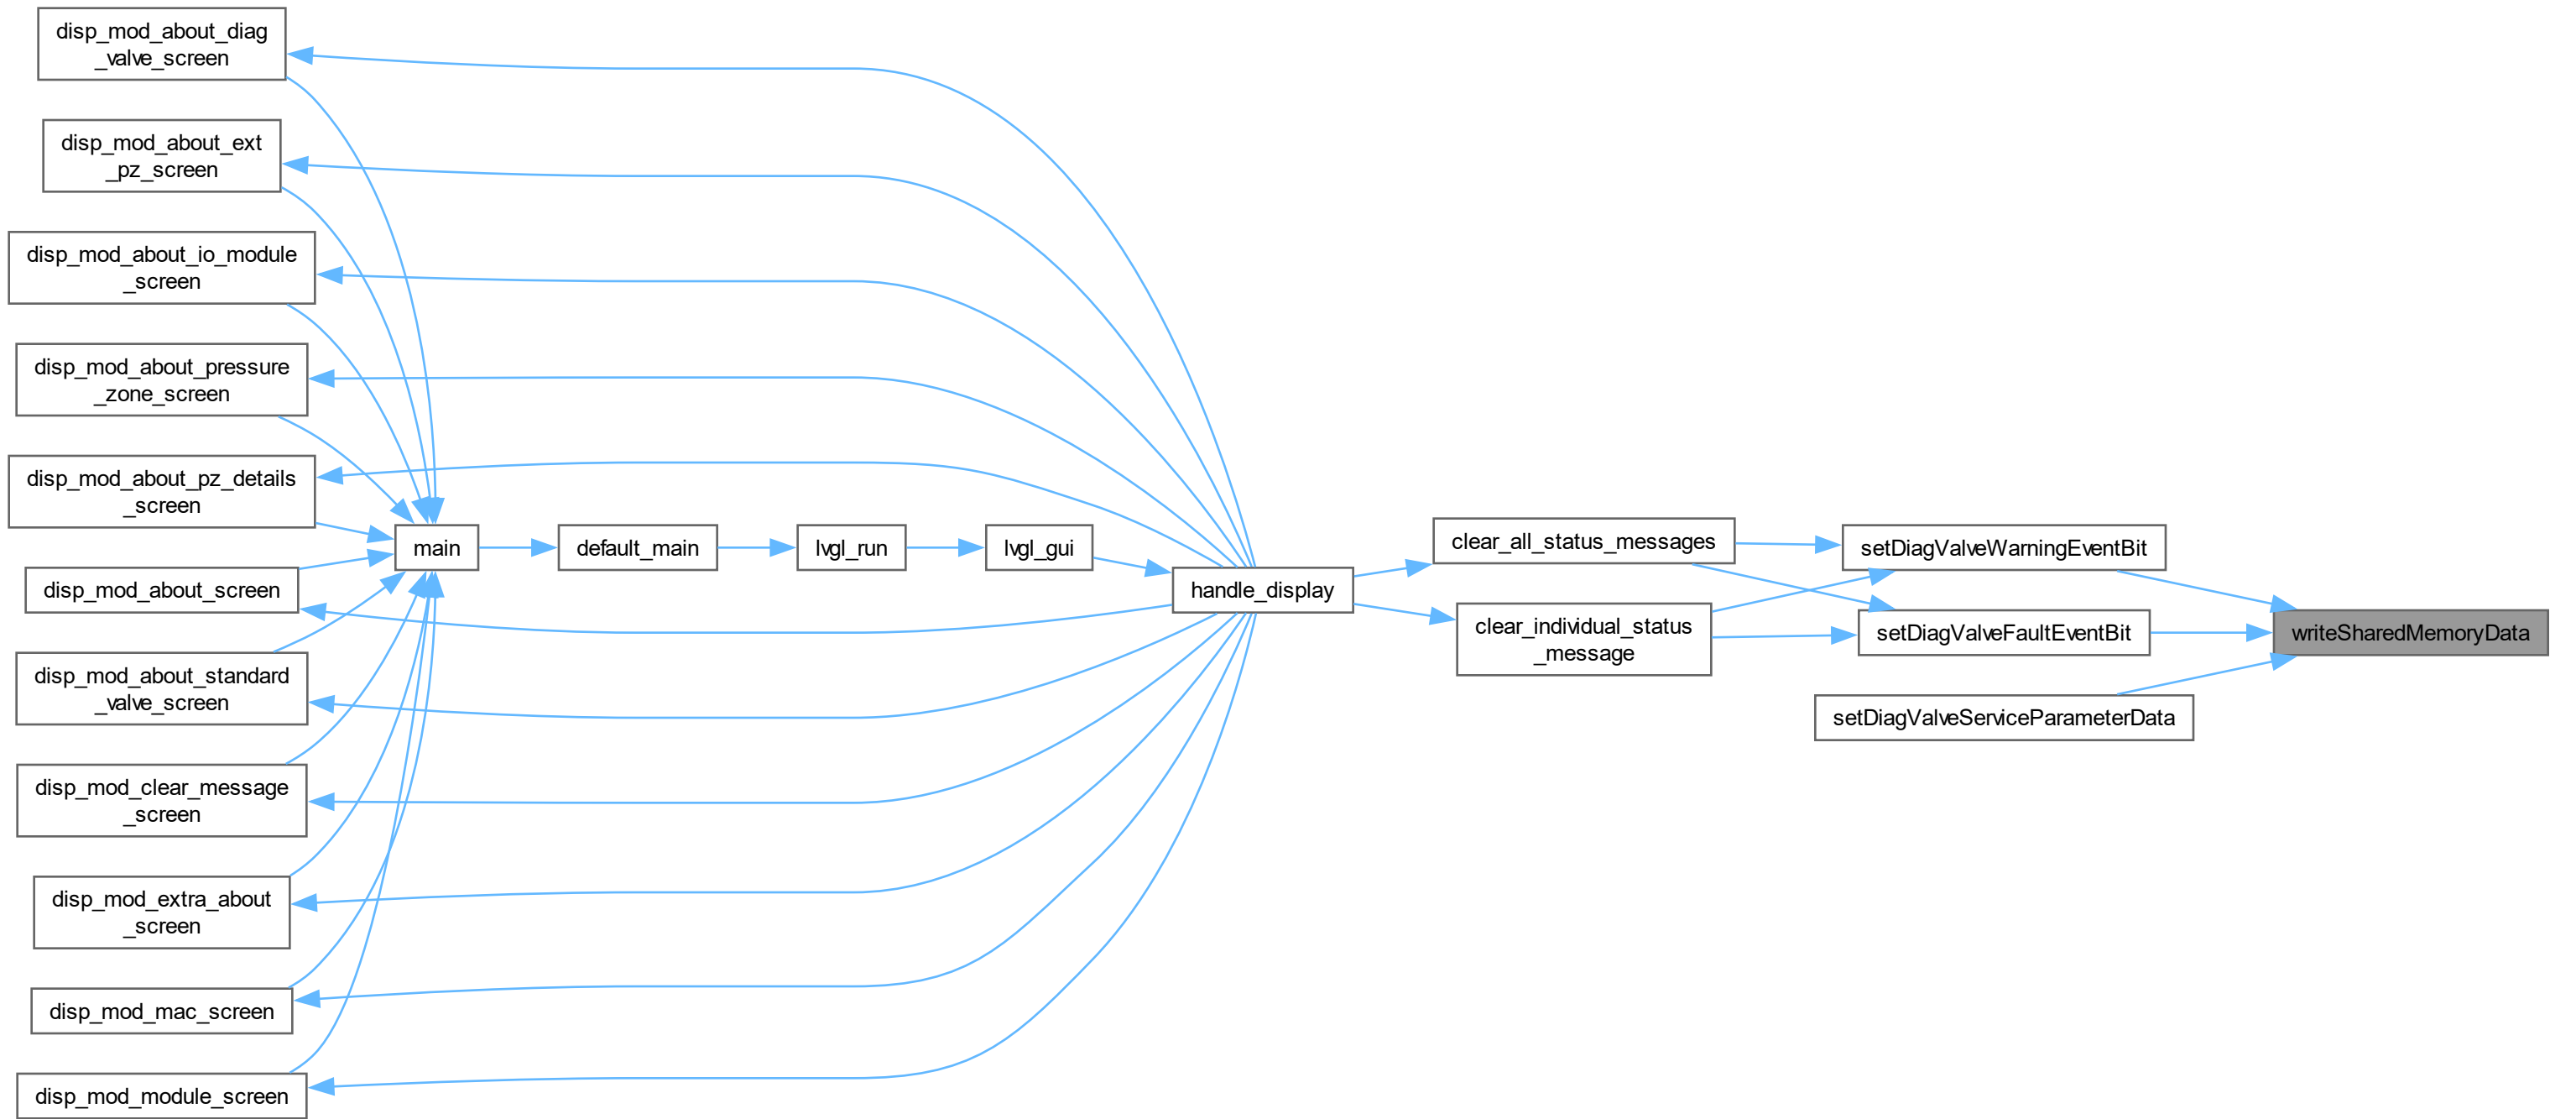 disp_mod_about_diag
_valve_screen
disp_mod_about_ext
_pz_screen
disp_mod_about_io_module
_screen
disp_mod_about_pressure
_zone_screen
disp_mod_about_pz_details
_screen
disp_mod_about_screen
disp_mod_about_standard
_valve_screen
disp_mod_clear_message
_screen
disp_mod_extra_about
_screen
disp_mod_mac_screen
disp_mod_module_screen
main
default_main
lvgl_run
lvgl_gui
handle_display
clear_all_status_messages
clear_individual_status
_message
setDiagValveWarningEventBit
setDiagValveFaultEventBit
setDiagValveServiceParameterData
writeSharedMemoryData